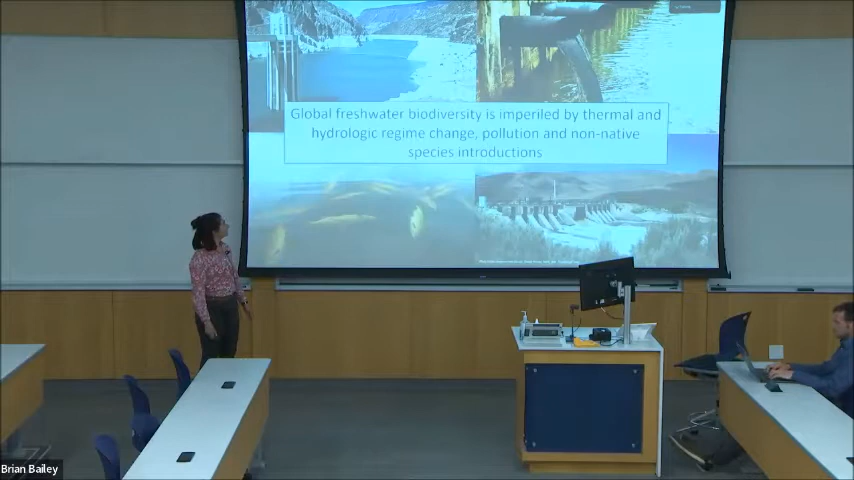 Global freshwater biodiversity is imperiled by thermal and
hydrologic regime change, pollution and non-native
species introductions
Brian Bailey